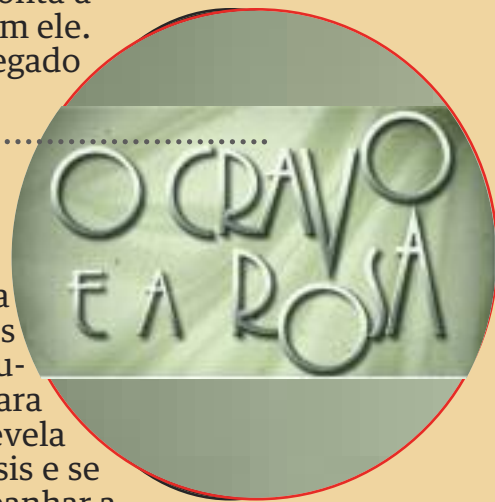 m ele.
egado
O CRAVO
E A ROSA
a
s
u-
ara
evela
sis e se